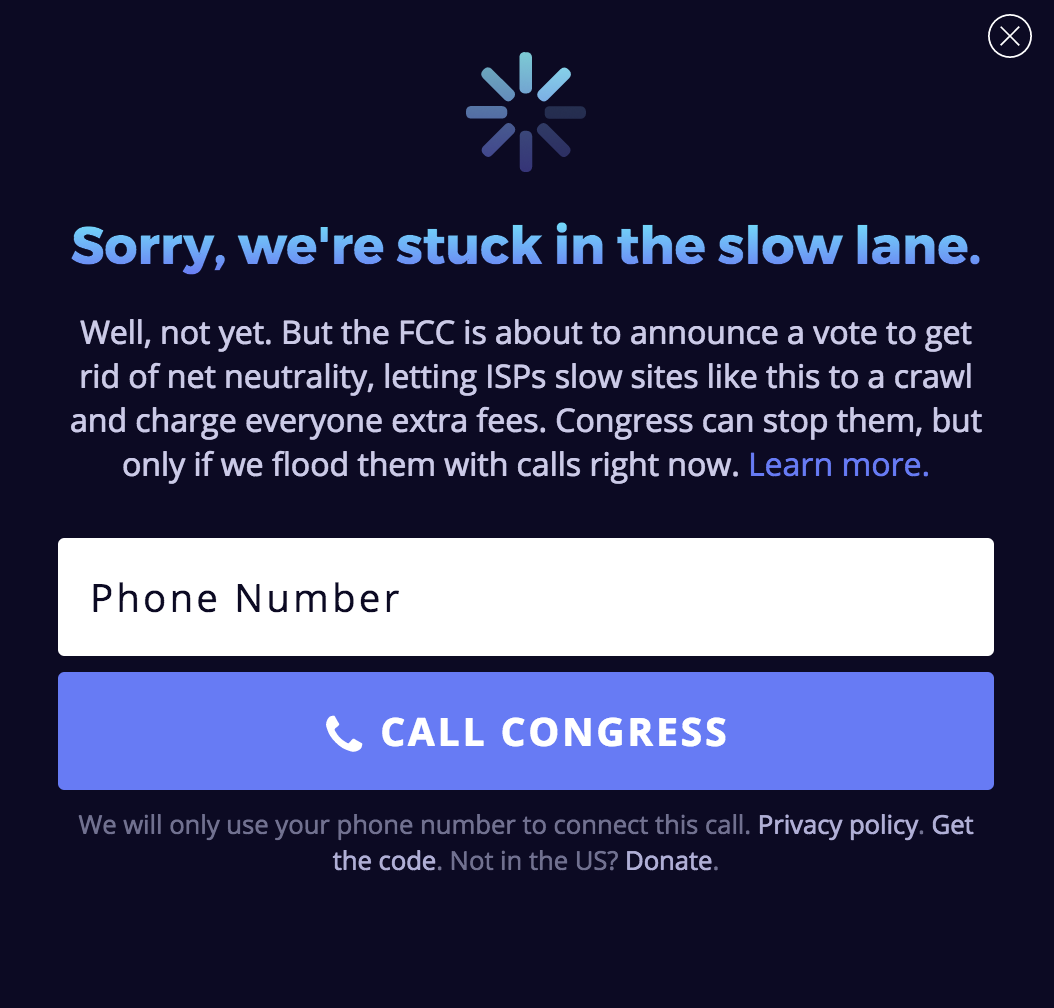 Sorry, we're stuck in the slow lane.
Well, not yet. But the FCC is about to announce a vote to get
rid of net neutrality, letting ISPs slow sites like this to a crawl
and charge everyone extra fees. Congress can stop them, but
only if we flood them with calls right now. Learn more.
Phone Number
CALL CONGRESS
We will only use your phone number to connect this call. Privacy policy. Get
the code. Not in the US? Donate.